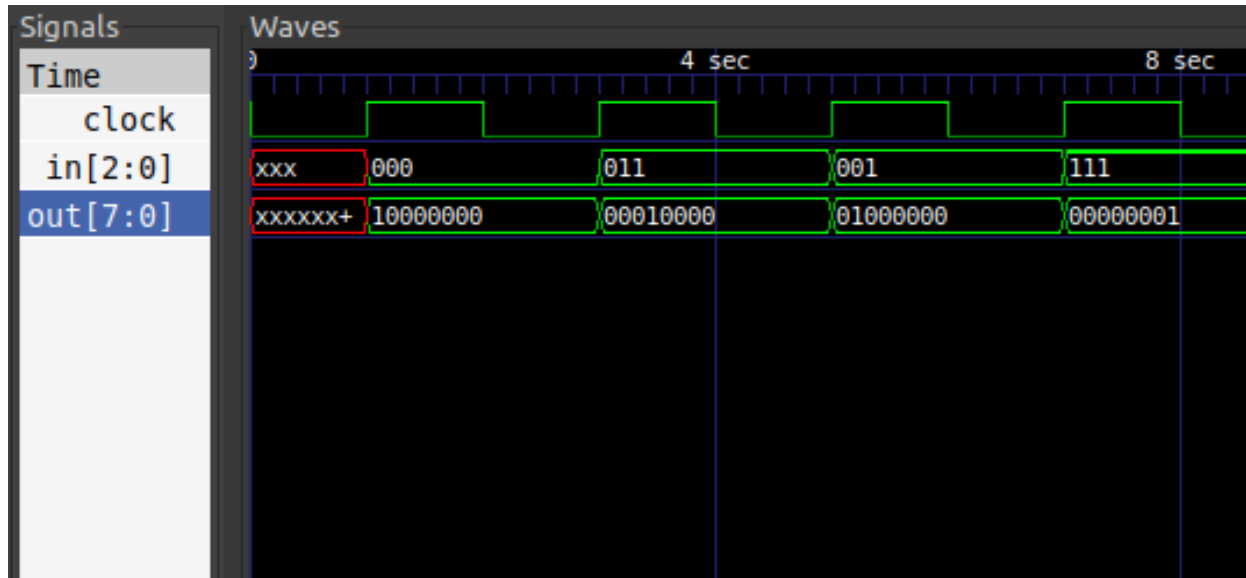 Signals
Waves
Time
4 sec
8 sec
clock
in[2:0]
xxx
000
011
001
111
out[7:0]
xxxxxx+
10000000
00010000
01000000
00000001